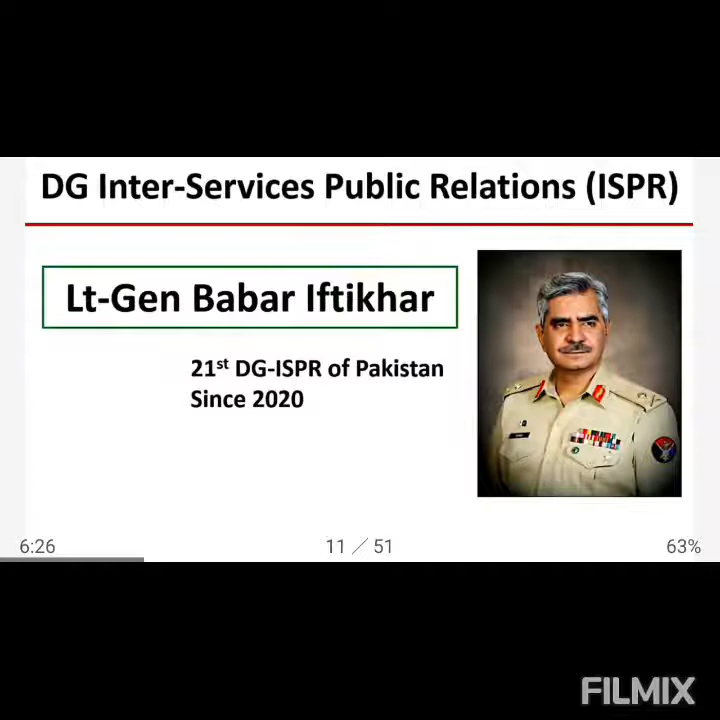 DG Inter-Services Public Relations (ISPR)
Lt-Gen Babar Iftikhar
21st DG-ISPR of Pakistan
Since 2020
6:26
11 / 51
63%
FILMIX